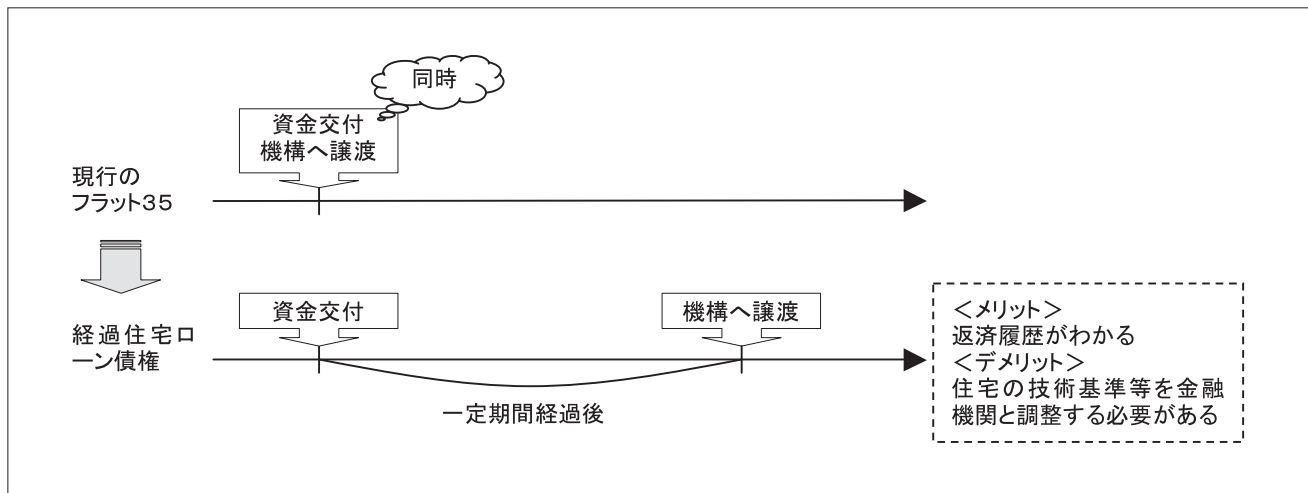 同時
資金交付
機構へ譲渡
現行の
フラット35
資金交付
機構へ譲渡
経過住宅ロ
ーン債権
一定期間経過後
＜メリット＞
返済履歴がわかる
＜デメリット＞
住宅の技術基準等を金融
機関と調整する必要がある